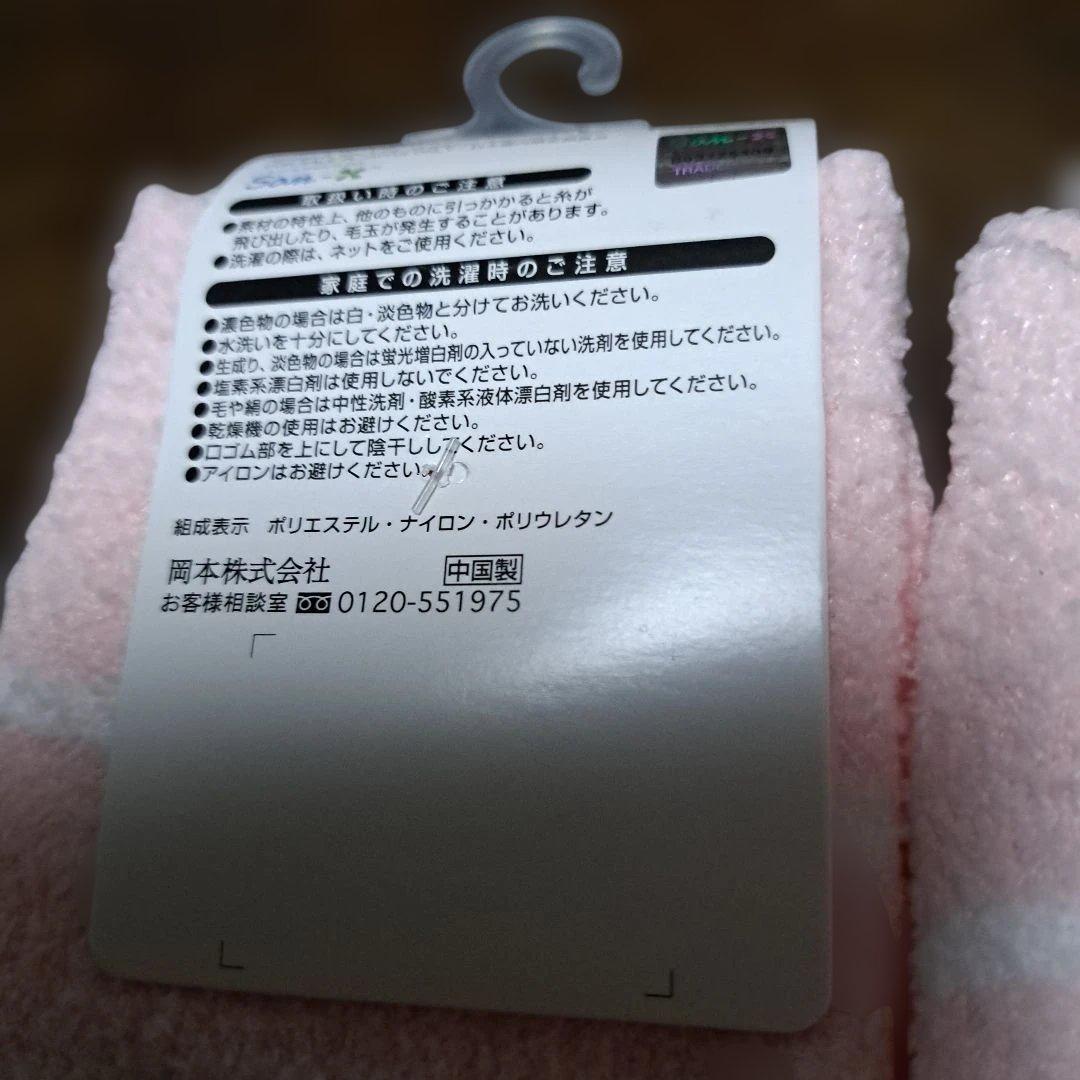 San-X
取扱い時のご注意
●素材の特性上、他のものに引っかかると糸が
飛び出したり、毛玉が発生することがあります。
●洗濯の際は、ネットをご使用ください。
家庭での洗濯時のご注意
●濃色物の場合は白・淡色物と分けてお洗いください。
●水洗いを十分にしてください。
●生成り、淡色物の場合は蛍光増白剤の入っていない洗剤を使用してください。
●塩素系漂白剤は使用しないでください。
●毛や絹の場合は中性洗剤・酸素系液体漂白剤を使用してください。
●乾燥機の使用はお避けください。
●口ゴム部を上にして陰干ししてください。
●アイロンはお避けください。
組成表示 ポリエステル・ナイロン・ポリウレタン
岡本株式会社 中国製
お客様相談室 0120-551975